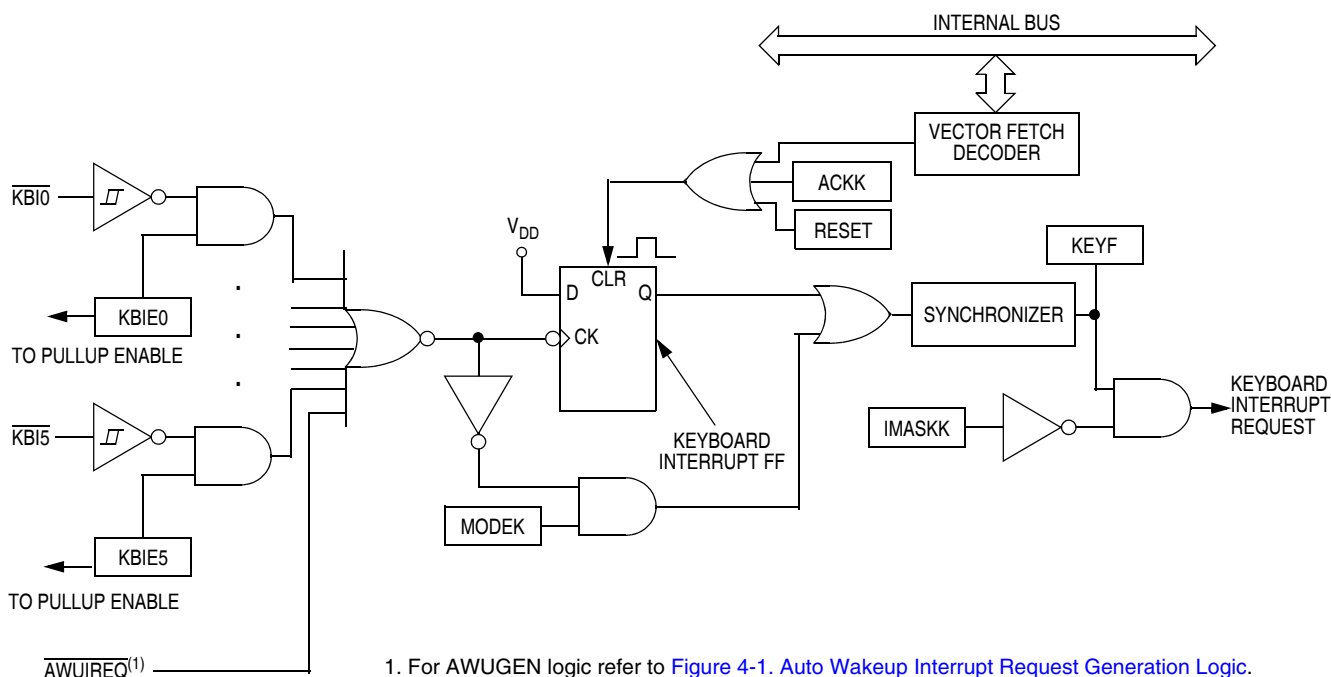 INTERNAL BUS
VECTOR FETCH
DECODER
ACKK
RESET
KBI0
VDD
KEYF
CLR
D
Q
CK
SYNCHRONIZER
KBIE0
TO PULLUP ENABLE
KBI5
KEYBOARD
INTERRUPT FF
IMASKK
KEYBOARD
INTERRUPT
REQUEST
MODEK
KBIE5
TO PULLUP ENABLE
AWUIREQ(1)
1. For AWUGEN logic refer to Figure 4-1. Auto Wakeup Interrupt Request Generation Logic.